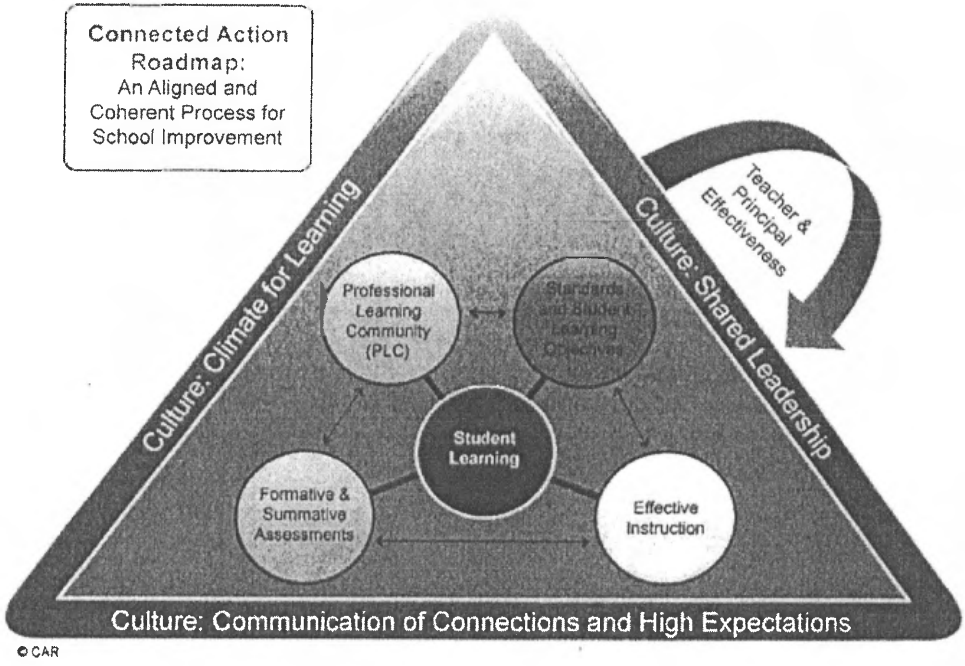 Connected Action
Roadmap:
An Aligned and
Coherent Process for
School Improvement
Culture: Climate for Learning
Culture: Shared Leadership
Teacher &
Principal
Effectiveness
Professional
Learning
Community
(PLC)
Standards
and Student
Learning
Objectives
Student
Learning
Formative &
Summative
Assessments
Effective
Instruction
Culture: Communication of Connections and High Expectations
© CAR